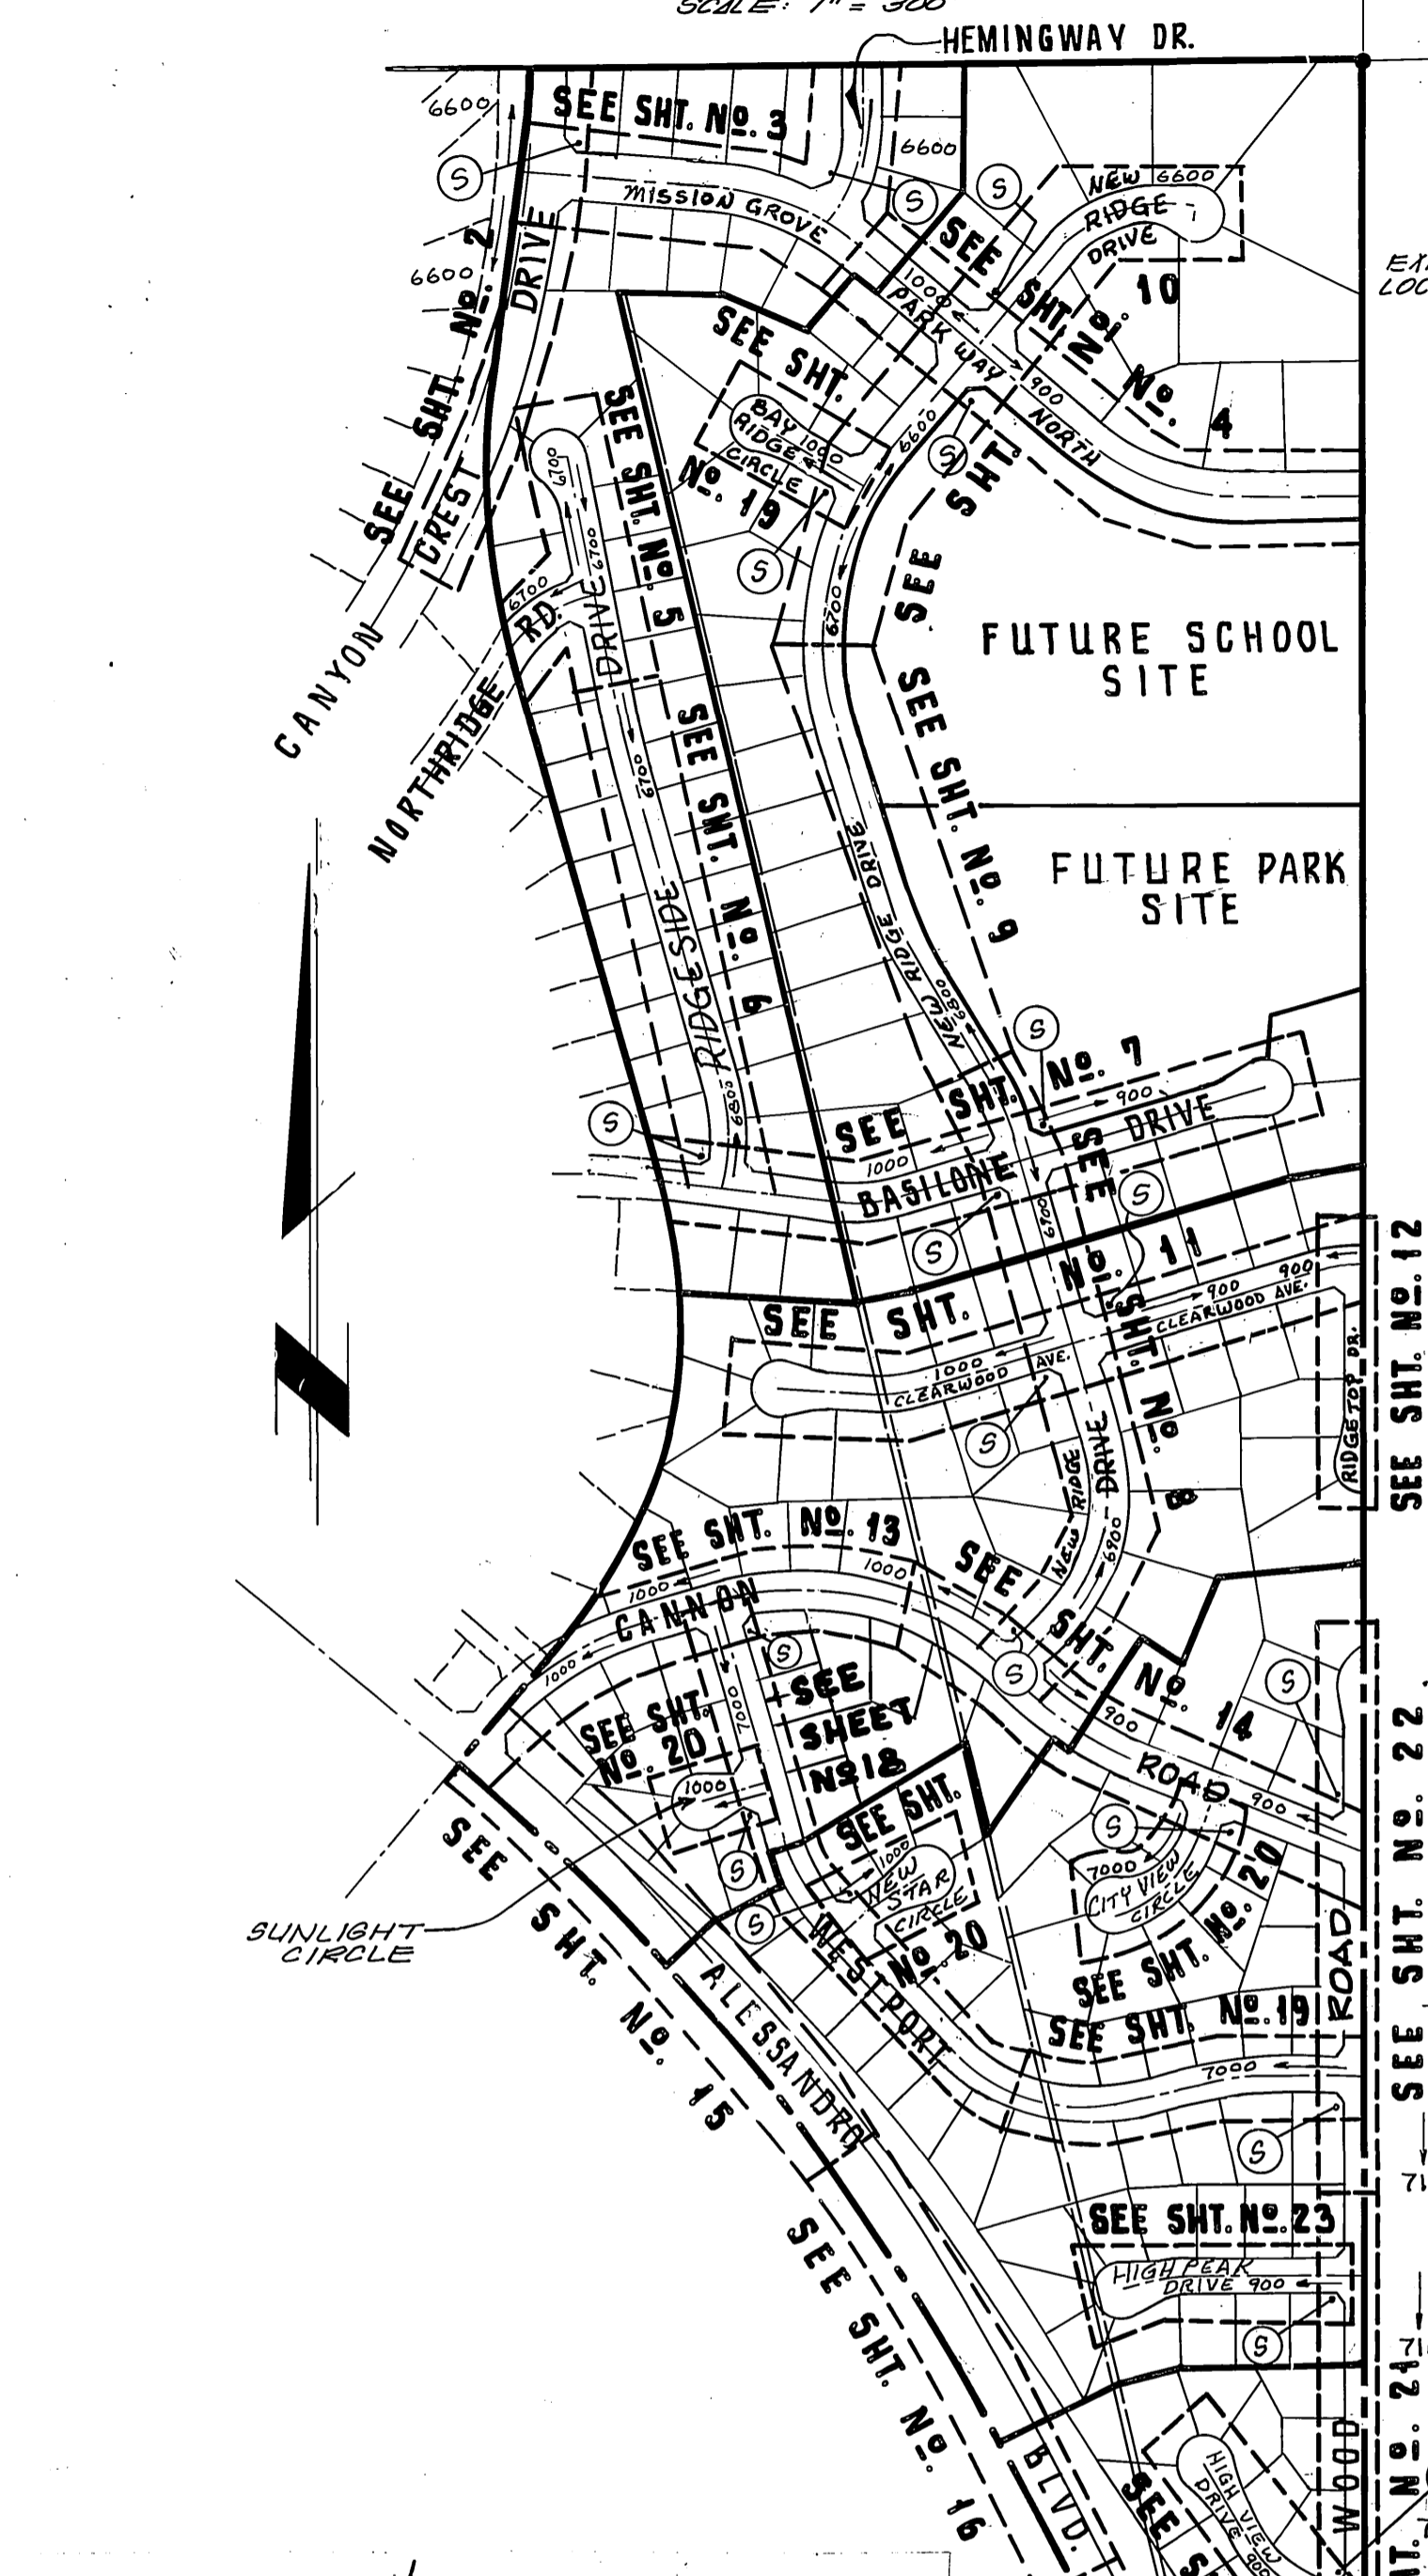 SCALE: 1" = 300'
HEMINGWAY DR.
6600
SEE SHT. No. 3
6600
S
S
S
NEW 6600
RIDGE
DRIVE
MISSION GROVE
SEE SHT. No. 10
6600
SEE SHT. No. 2
DRIVE
1000
PARK WAY
900
NORTH
SHT. No. 4
SEE SHT.
No. 19
BAY 1000
RIDGE
CIRCLE
6600
S
S
SEE SHT. No. 5
6700
6700
CREST
CANYON
6700
RD.
DRIVE
NORTHRIDGE
SEE SHT.
6700
FUTURE SCHOOL
SITE
SEE SHT. No. 6
6700
SEE SHT. No. 9
FUTURE PARK
SITE
RIDGESIDE
NEW RIDGE DRIVE
6800
6800
S
SEE SHT. No. 7
900
DRIVE
S
1000
BASILONE
S
S
6900
SEE SHT. No. 8
SEE SHT. No. 11
900
900
CLEARWOOD AVE.
1000
CLEARWOOD AVE.
S
RIDGETOP DR.
SEE SHT. No. 12
NEW RIDGE
DRIVE
6900
SEE SHT. No. 13
1000
1000
CANNON
1000
SEE SHT. No. 14
S
S
S
900
ROAD
900
7000
SEE
SHEET
No 18
SEE SHT.
No. 20
1000
SUNLIGHT
CIRCLE
S
S
SEE SHT.
No. 20
1000
NEW
STAR
CIRCLE
S
7000
CITY VIEW
CIRCLE
SEE SHT. No. 20
SEE SHT. No. 19
ROAD
SEE SHT. No. 22
WESTPORT
7000
SEE SHT. No. 15
ALESSANDRO
S
SEE SHT. No. 23
HIGH PEAK
DRIVE 900
S
SEE SHT. No. 16
BLVD.
HIGH VIEW
DRIVE
900
WOOD
No. 21
SEE